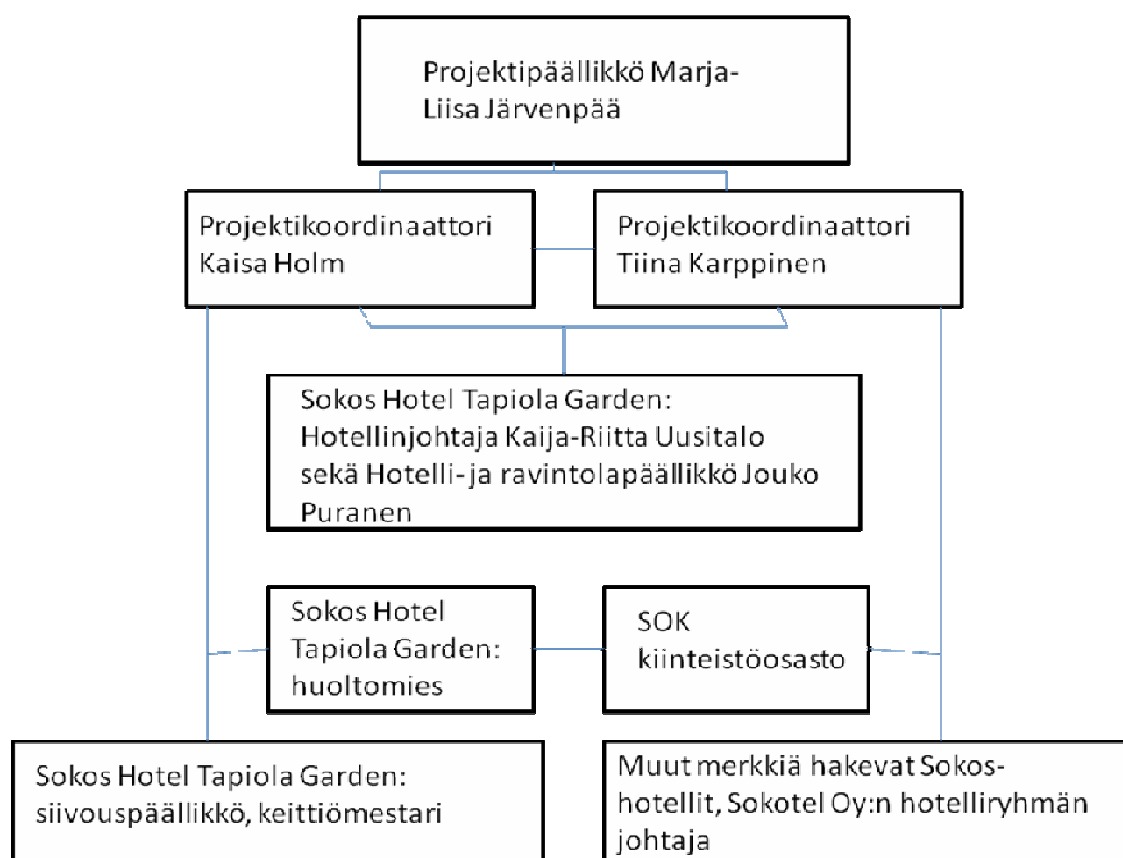 Projektipäällikkö Marja-
Liisa Järvenpää
Projektikoordinaattori
Kaisa Holm
Projektikoordinaattori
Tiina Karppinen
Sokos Hotel Tapiola Garden:
Hotellinjohtaja Kaija-Riitta Uusitalo
sekä Hotelli- ja ravintolapäällikkö Jouko
Puranen
Sokos Hotel
Tapiola Garden:
huoltomies
SOK
kiinteistöosasto
Sokos Hotel Tapiola Garden:
siivouspäällikkö, keittiömestari
Muut merkkiä hakevat Sokos-
hotellit, Sokotel Oy:n hotelliryhmän
johtaja